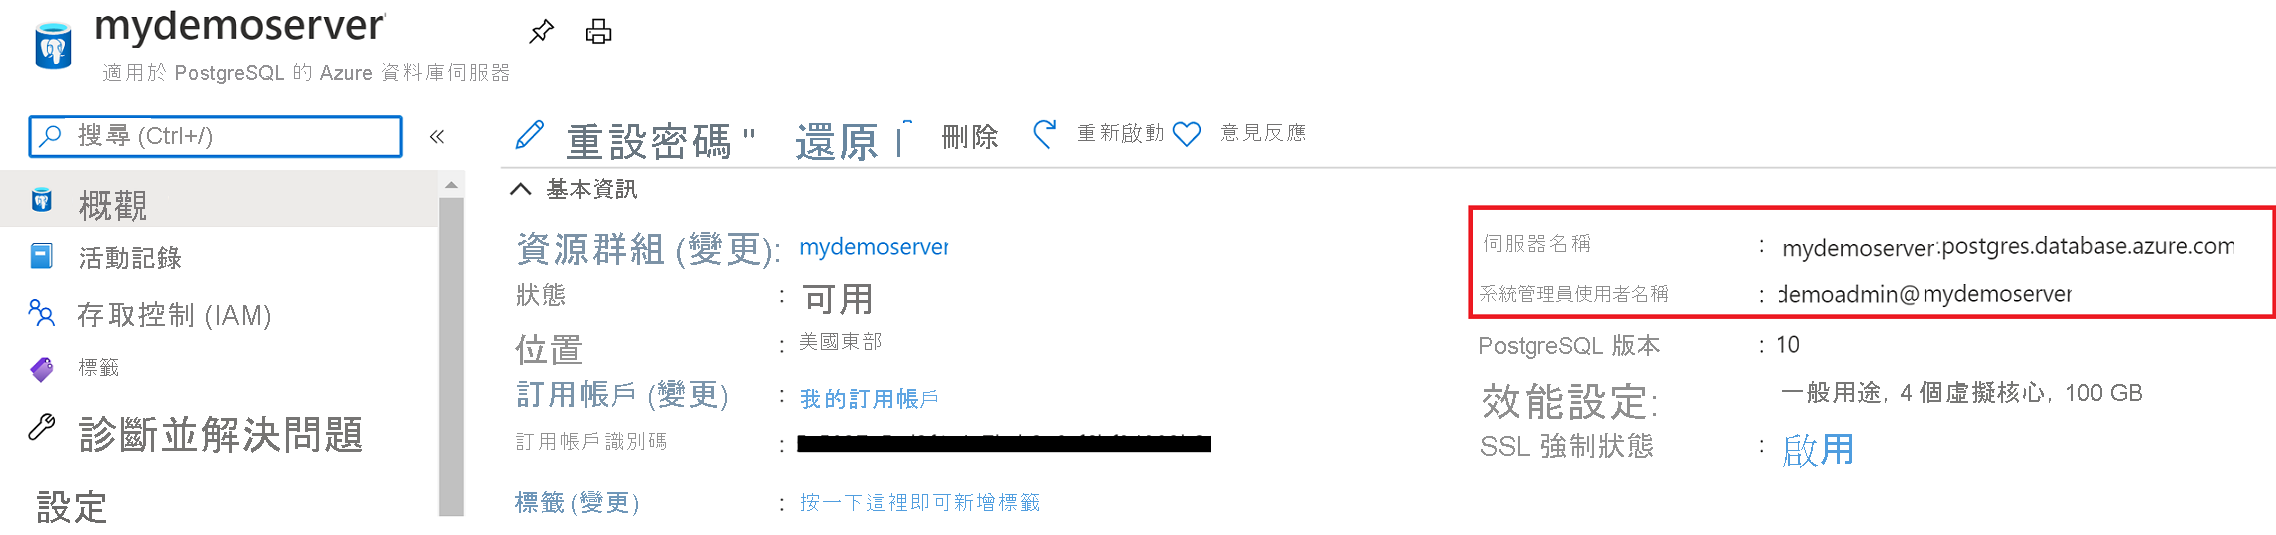 mydemoserver
適用於 PostgreSQL 的 Azure 資料庫伺服器
搜尋 (Ctrl+/)
«
重設密碼" 還原 刪除 重新啟動 意見反應
概觀
活動記錄
存取控制 (IAM)
標籤
診斷並解決問題
設定
基本資訊
資源群組 (變更): mydemoserver
狀態 : 可用
位置 : 美國東部
訂用帳戶 (變更) : 我的訂用帳戶
訂用帳戶識別碼 :
標籤 (變更) : 按一下這裡即可新增標籤
伺服器名稱 : mydemoserver.postgres.database.azure.com
系統管理員使用者名稱 : demoadmin@mydemoserver
PostgreSQL 版本 : 10
效能設定: 一般用途, 4 個虛擬核心, 100 GB
SSL 強制狀態 : 啟用